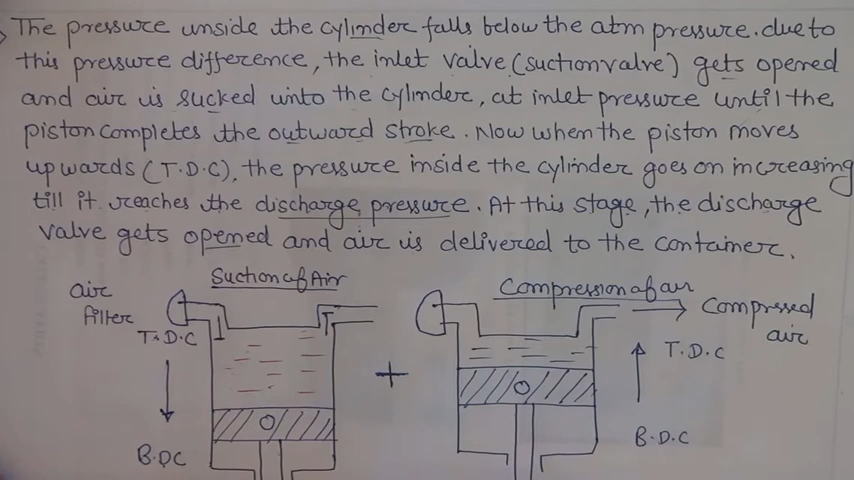 The pressure inside the cylinder falls below the atm pressure. due to
this pressure difference, the inlet valve (suction valve) gets opened
and air is sucked into the cylinder, at inlet pressure until the
piston completes the outward stroke. Now when the piston moves
upwards (T.D.C), the pressure inside the cylinder goes on increasing
till it reaches the discharge pressure. At this stage, the discharge
valve gets opened and air is delivered to the container.
Suction of Air
Compression of air
air
filter
T.D.C
B.DC
+
Compressed
air
T.D.C
B.D.C